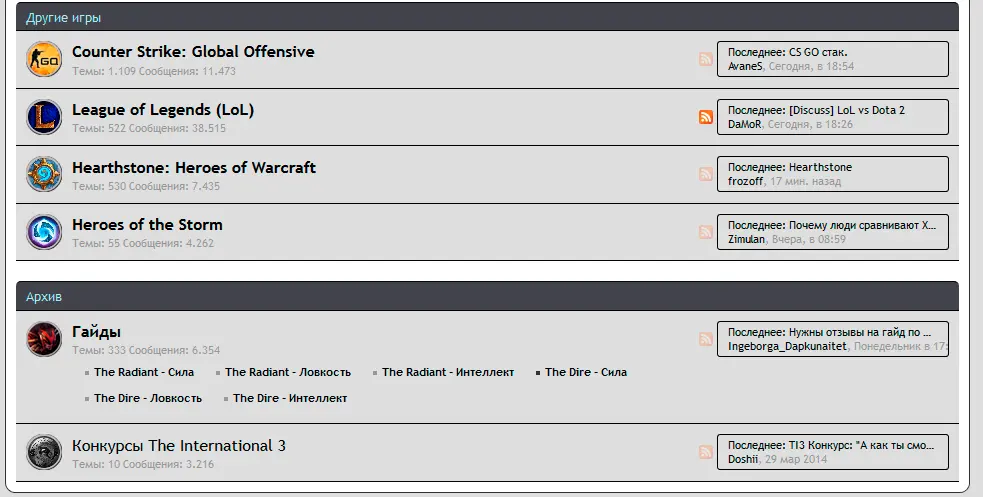 Другие игры
Counter Strike: Global Offensive
Темы: 1.109 Сообщения: 11.473
Последнее: CS GO стак.
AvaneS, Сегодня, в 18:54
League of Legends (LoL)
Темы: 522 Сообщения: 38.515
Последнее: [Discuss] LoL vs Dota 2
DaMoR, Сегодня, в 18:26
Hearthstone: Heroes of Warcraft
Темы: 530 Сообщения: 7.435
Последнее: Hearthstone
frozoff, 17 мин. назад
Heroes of the Storm
Темы: 55 Сообщения: 4.262
Последнее: Почему люди сравнивают Х...
Zimulan, Вчера, в 08:59
Архив
Гайды
Темы: 333 Сообщения: 6.354
Последнее: Нужны отзывы на гайд по ...
Ingeborga_Dapkunaitet, Понедельник в 17:
The Radiant - Сила The Radiant - Ловкость The Radiant - Интеллект The Dire - Сила
The Dire - Ловкость The Dire - Интеллект
Конкурсы The International 3
Темы: 10 Сообщения: 3.216
Последнее: TI3 Конкурс: "А как ты смо...
Doshii, 29 мар 2014